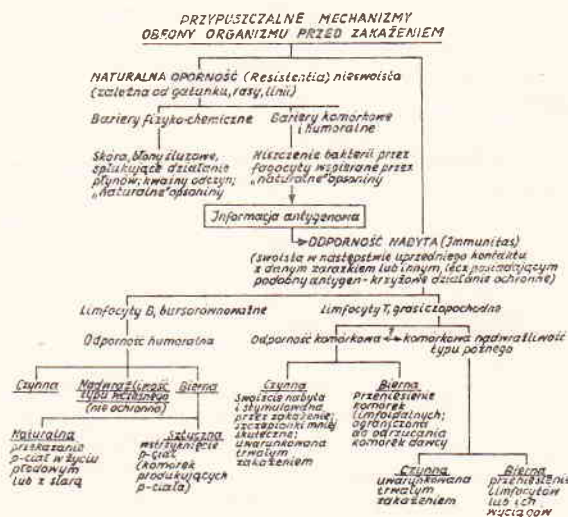 PRZYPUSZCZALNE MECHANIZMY
OBRONY ORGANIZMU PRZED ZAKAŻENIEM
NATURALNA OPORNOŚĆ (Resistentia) nieswoista
(zależna od gatunku, rasy, linii)
Bariery fizyko-chemiczne
Bariery komórkowe
i humoralne
Skóra, błony śluzowe,
spłukujące działanie
płynów; kwaśny odczyn;
„naturalne" opsoniny
Niszczenie bakterii przez
fagocyty wspierane przez
„naturalne" opsoniny
Informacja antygenowa
ODPORNOŚĆ NABYTA (Immunitas)
(swoista w następstwie uprzedniego kontaktu
z danym zarazkiem lub innym, lecz posiadającym
podobny antygen - krzyżowe działanie ochronne)
Limfocyty B, bursorównoważne
Limfocyty T, grasiczopochodne
Odporność humoralna
Odporność komórkowa ? komórkowa nadwrażliwość
typu późnego
Czynna
Nadwrażliwość
typu wczesnego
(nie ochronna)
Bierna
Naturalna
przekazanie
p-ciał w życiu
płodowym
lub z siarą
Sztuczna
wstrzyknięcie
p-ciał
(komórek
produkujących
p-ciała)
Czynna
Swoiście nabyta
i stymulowana
przez zakażenie;
szczepionki mniej
skuteczne;
uwarunkowana
trwałym
zakażeniem
Bierna
Przeniesienie
komórek
limfoidalnych;
ograniczona
do odrzucania
komórek dawcy
Czynna
uwarunkowana
trwałym
zakażeniem
Bierna
przeniesienie
limfocytów
lub ich
wyciągów